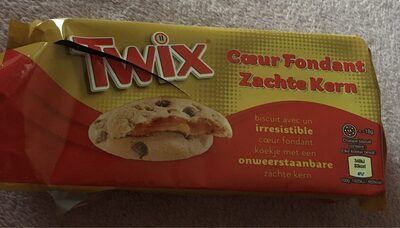 TWIX
Cœur Fondant
Zachte Kern
biscuit avec un
irresistible
cœur fondant
koekje met een
onweerstaanbare
zachte kern